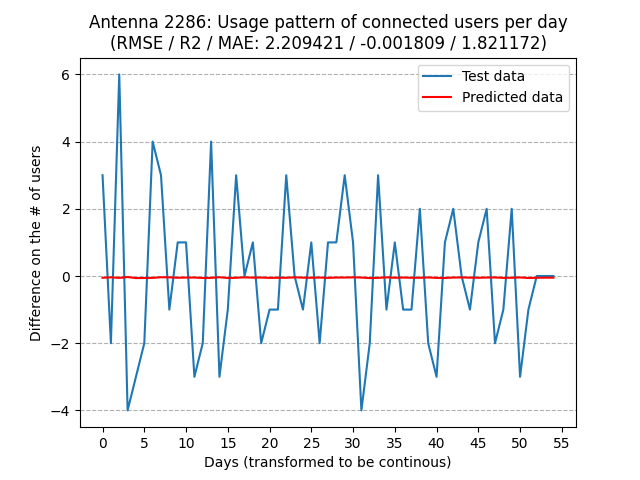 Antenna 2286: Usage pattern of connected users per day
(RMSE / R2 / MAE: 2.209421 / -0.001809 / 1.821172)
Test data
Predicted data
Difference on the # of users
6
4
2
0
−2
−4
0 5 10 15 20 25 30 35 40 45 50 55
Days (transformed to be continous)